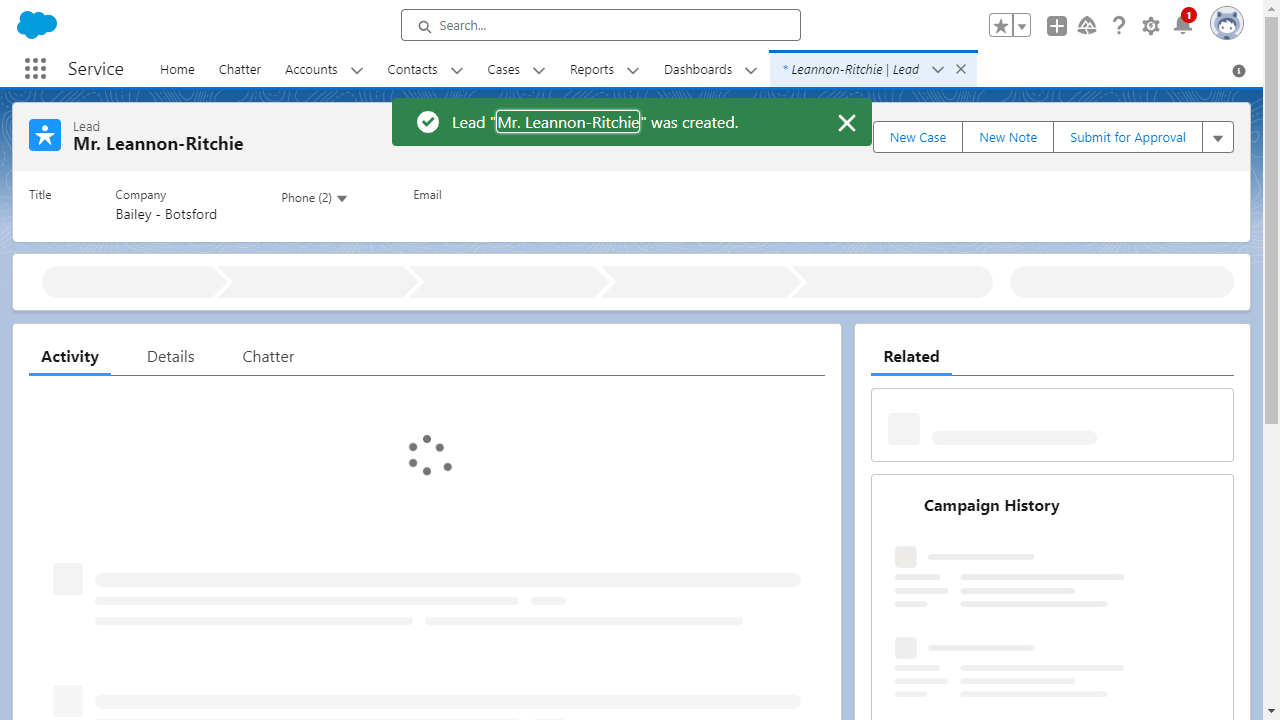 Search...
1
Service
Home
Chatter
Accounts
Contacts
Cases
Reports
Dashboards
* Leannon-Ritchie | Lead
Lead "Mr. Leannon-Ritchie" was created.
Lead
Mr. Leannon-Ritchie
New Case
New Note
Submit for Approval
Title
Company
Bailey - Botsford
Phone (2)
Email
Activity
Details
Chatter
Related
Campaign History